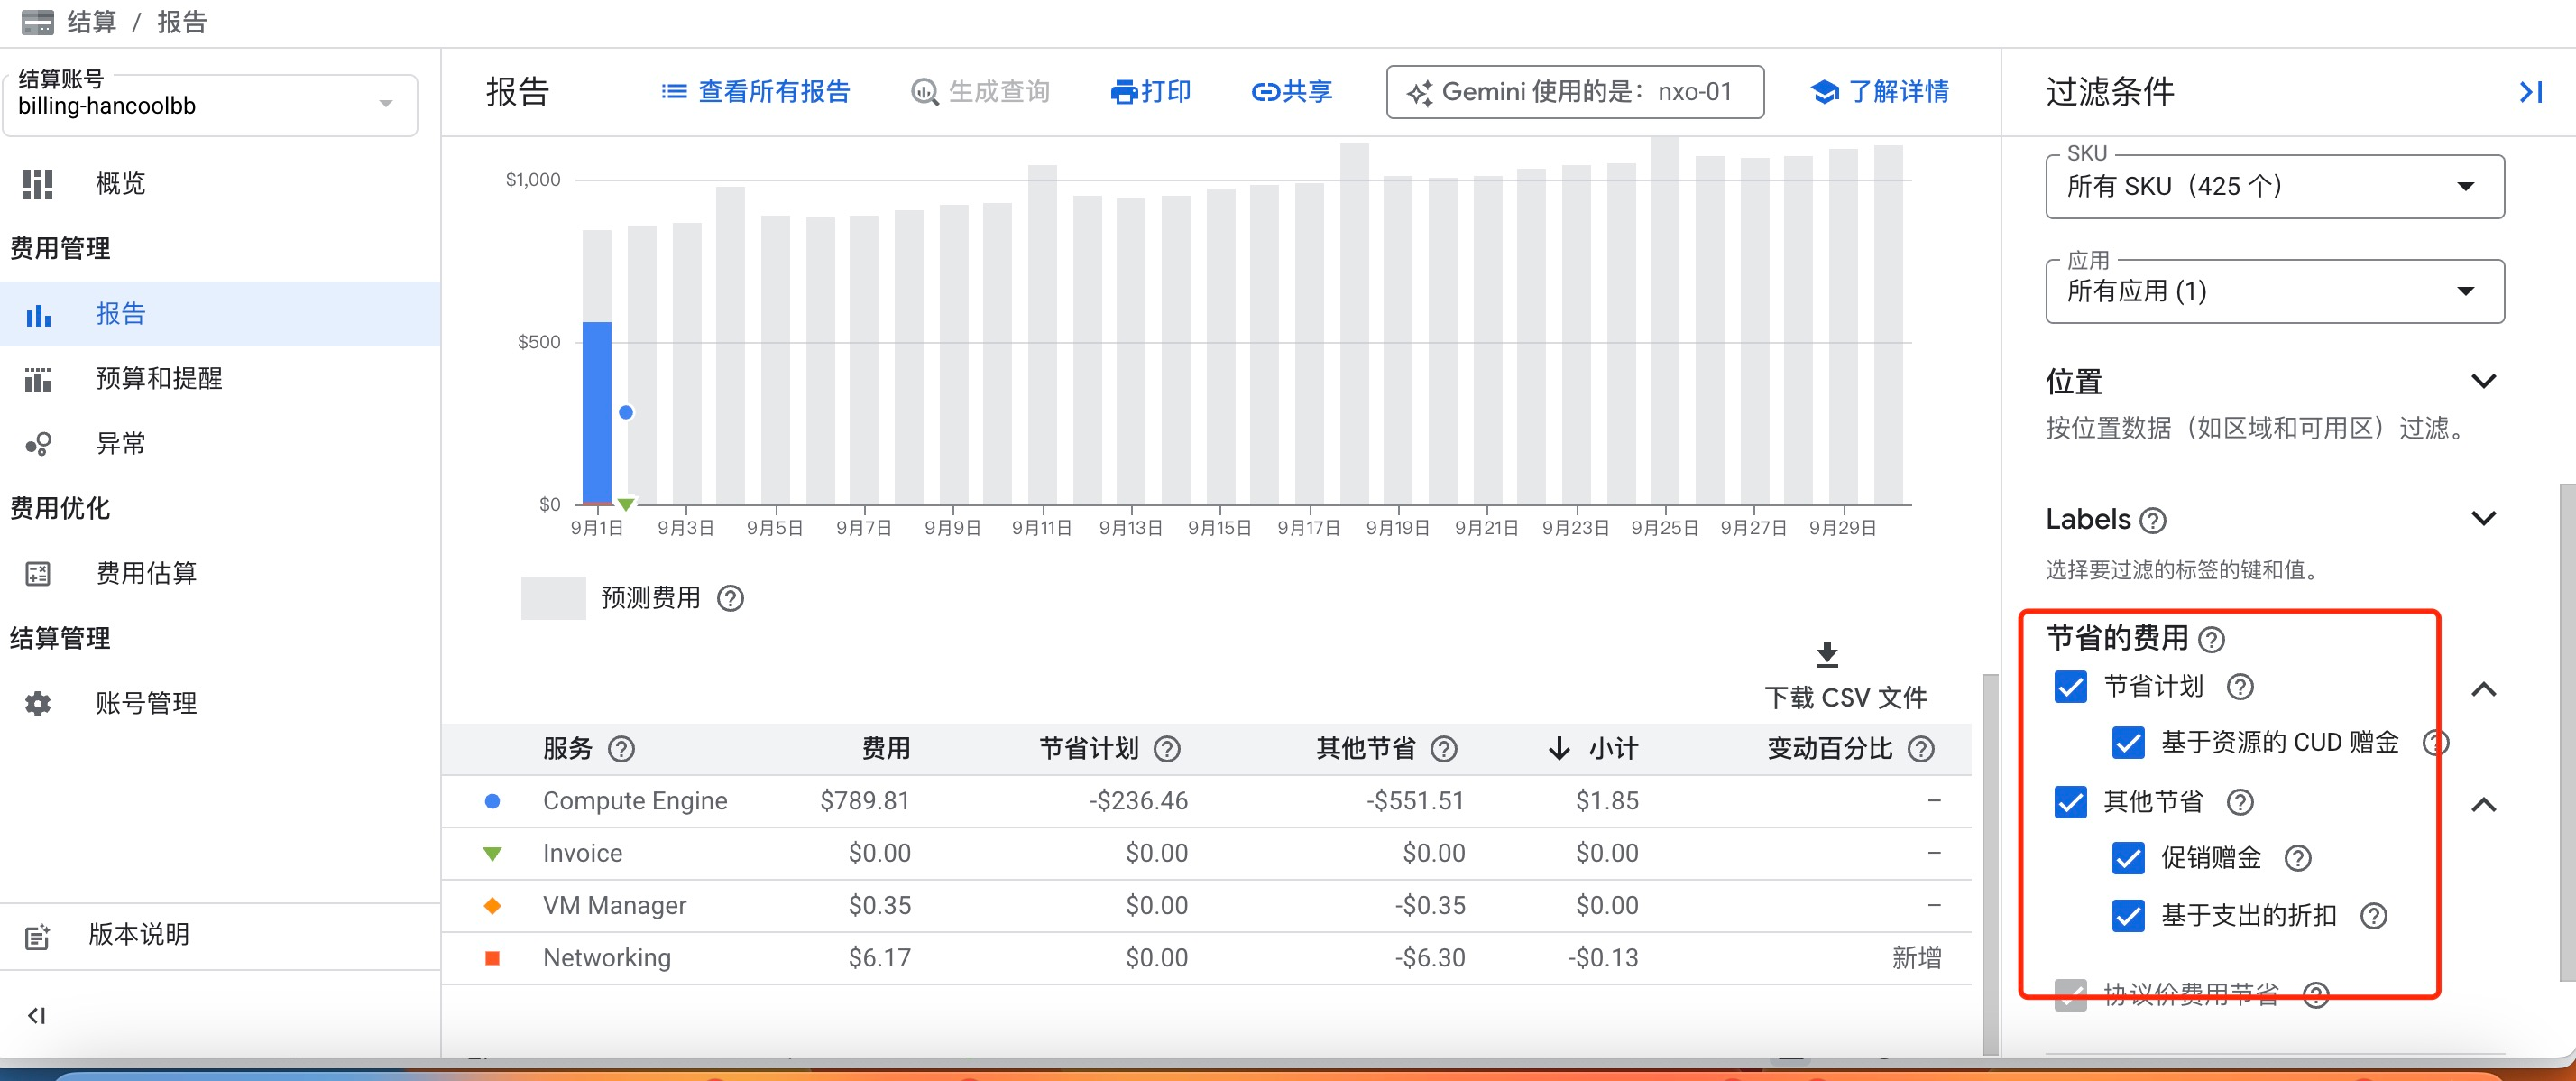 结算 / 报告
结算账号
billing-hancoolbb
概览
费用管理
报告
预算和提醒
异常
费用优化
费用估算
结算管理
账号管理
版本说明
报告
查看所有报告
生成查询
打印
共享
Gemini 使用的是：nxo-01
了解详情
$1,000
$500
$0
9月1日 9月3日 9月5日 9月7日 9月9日 9月11日 9月13日 9月15日 9月17日 9月19日 9月21日 9月23日 9月25日 9月27日 9月29日
预测费用
下载 CSV 文件
服务 费用 节省计划 其他节省 小计 变动百分比
Compute Engine $789.81 -$236.46 -$551.51 $1.85 –
Invoice $0.00 $0.00 $0.00 $0.00 –
VM Manager $0.35 $0.00 -$0.35 $0.00 –
Networking $6.17 $0.00 -$6.30 -$0.13 新增
过滤条件
SKU
所有 SKU（425 个）
应用
所有应用 (1)
位置
按位置数据（如区域和可用区）过滤。
Labels
选择要过滤的标签的键和值。
节省的费用
节省计划
基于资源的 CUD 赠金
其他节省
促销赠金
基于支出的折扣
协议价费用节省